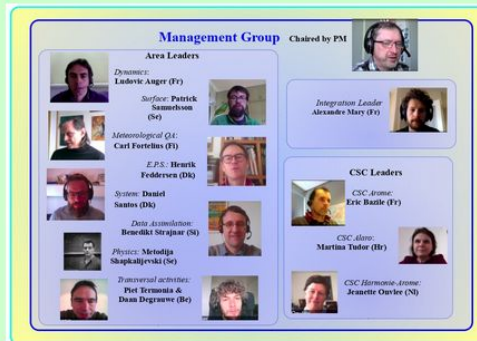 Management Group Chaired by PM
Area Leaders
Dynamics:
Ludovic Auger (Fr)
Surface: Patrick
Samuelsson
(Se)
Meteorological QA:
Carl Fortelius (Fi)
E.P.S.: Henrik
Feddersen (Dk)
System: Daniel
Santos (Dk)
Data Assimilation:
Benedikt Strajnar (Si)
Physics: Metodija
Shapkalijevski (Se)
Transversal activities:
Piet Termonia &
Daan Degrauwe (Be)
Integration Leader
Alexandre Mary (Fr)
CSC Leaders
CSC Arome:
Eric Bazile (Fr)
CSC Alaro:
Martina Tudor (Hr)
CSC Harmonie-Arome:
Jeanette Onvlee (Nl)